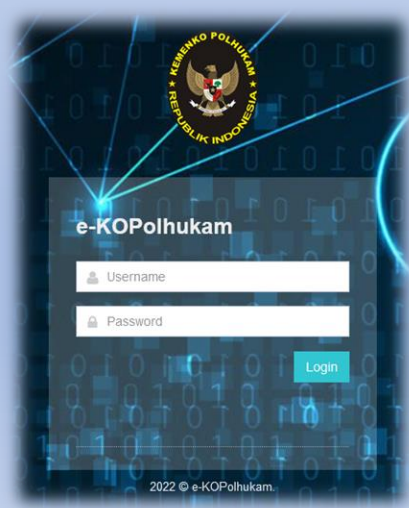 KEMENKO POLHUKAM
REPUBLIK INDONESIA
e-KOPolhukam
Username
Password
Login
2022 © e-KOPolhukam.